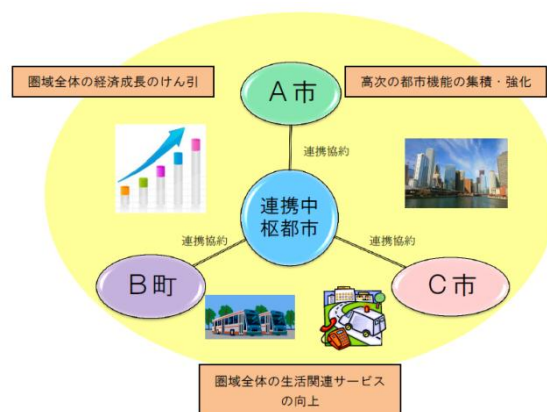 圏域全体の経済成長のけん引
高次の都市機能の集積・強化
A市
連携協約
連携中
枢都市
連携協約
連携協約
B町
C市
圏域全体の生活関連サービス
の向上